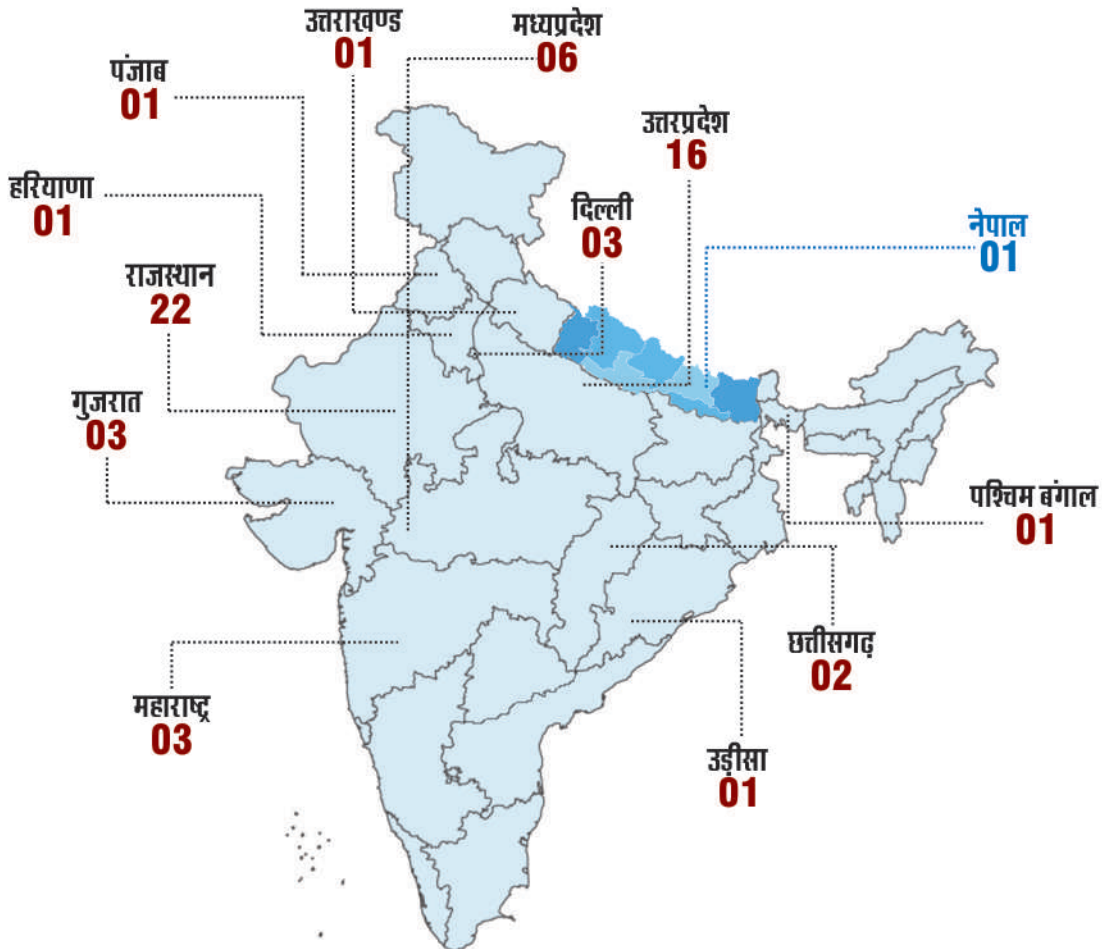 उत्तराखण्ड
01
मध्यप्रदेश
06
पंजाब
01
उत्तरप्रदेश
16
हरियाणा
01
दिल्ली
03
नेपाल
01
राजस्थान
22
गुजरात
03
पश्चिम बंगाल
01
छत्तीसगढ़
02
महाराष्ट्र
03
उड़ीसा
01